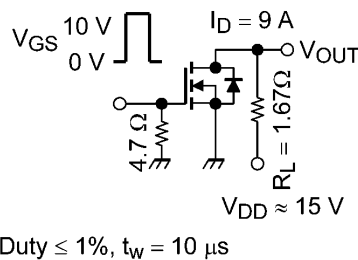 V_GS 10 V
0 V
I_D = 9 A
V_OUT
4.7 Ω
R_L = 1.67Ω
V_DD ≈ 15 V
Duty ≤ 1%, t_w = 10 μs